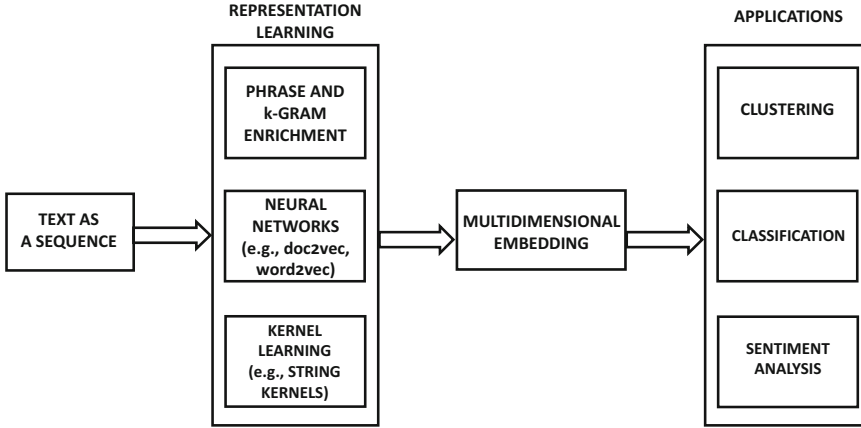 REPRESENTATION
LEARNING
APPLICATIONS
PHRASE AND
k-GRAM
ENRICHMENT
CLUSTERING
TEXT AS
A SEQUENCE
NEURAL
NETWORKS
(e.g., doc2vec,
word2vec)
MULTIDIMENSIONAL
EMBEDDING
CLASSIFICATION
KERNEL
LEARNING
(e.g., STRING
KERNELS)
SENTIMENT
ANALYSIS